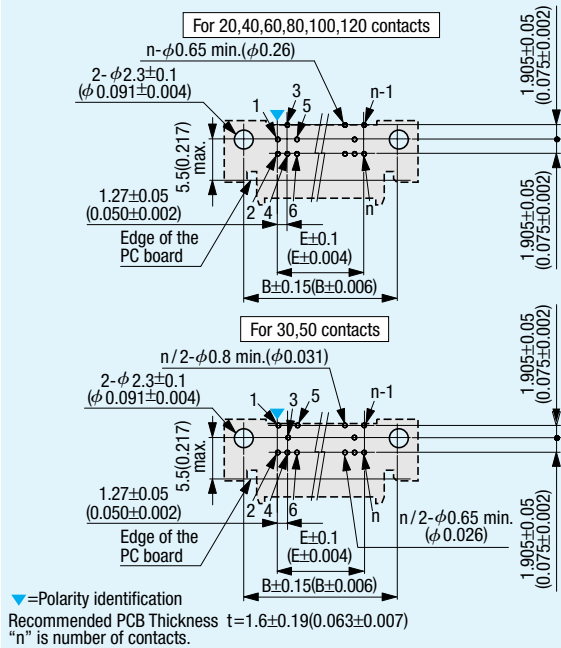 For 20,40,60,80,100,120 contacts
n-ϕ0.65 min.(ϕ0.26)
2-ϕ2.3±0.1
(ϕ0.091±0.004)
1
3
5
n-1
1.905±0.05
(0.075±0.002)
5.5(0.217)
max.
1.27±0.05
(0.050±0.002)
2
4
6
n
1.905±0.05
(0.075±0.002)
Edge of the
PC board
E±0.1
(E±0.004)
B±0.15(B±0.006)
For 30,50 contacts
n/2-ϕ0.8 min.(ϕ0.031)
2-ϕ2.3±0.1
(ϕ0.091±0.004)
1
3
5
n-1
1.905±0.05
(0.075±0.002)
5.5(0.217)
max.
1.27±0.05
(0.050±0.002)
2
4
6
n
n/2-ϕ0.65 min.
(ϕ0.026)
1.905±0.05
(0.075±0.002)
Edge of the
PC board
E±0.1
(E±0.004)
B±0.15(B±0.006)
▼=Polarity identification
Recommended PCB Thickness t=1.6±0.19(0.063±0.007)
“n” is number of contacts.